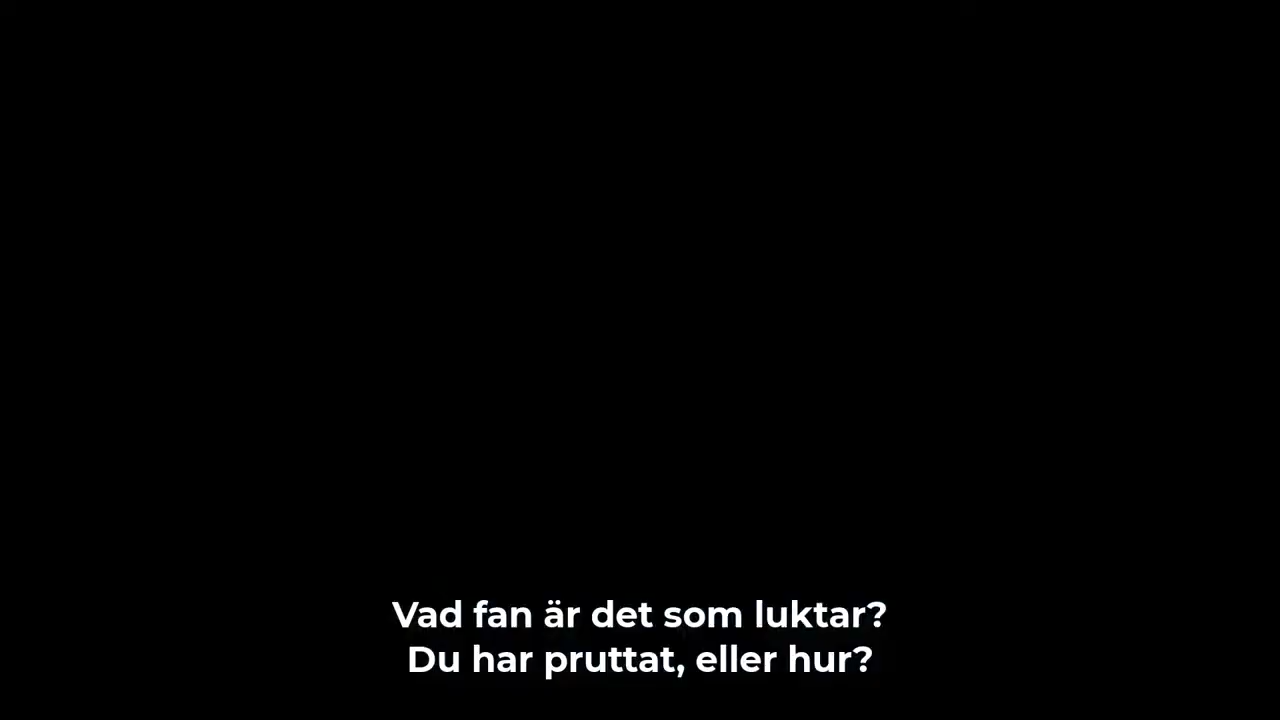 Vad fan är det som luktar?
Du har pruttat, eller hur?